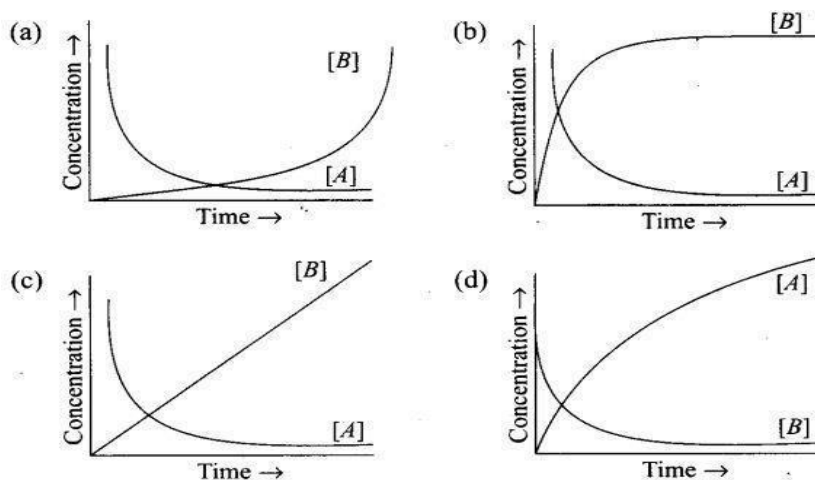 (a)
Concentration →
[B]
[A]
Time →
(b)
Concentration →
[B]
[A]
Time →
(c)
Concentration →
[B]
[A]
Time →
(d)
Concentration →
[A]
[B]
Time →